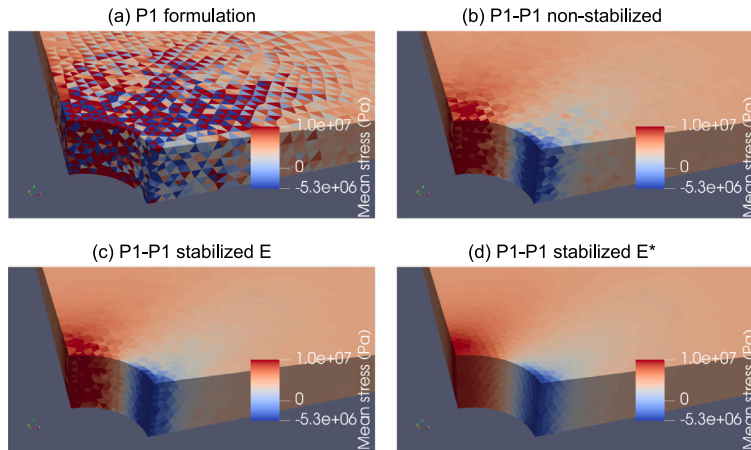 (a) P1 formulation
(b) P1-P1 non-stabilized
1.0e+07
0
-5.3e+06
Mean stress (Pa)
1.0e+07
0
-5.3e+06
Mean stress (Pa)
(c) P1-P1 stabilized E
(d) P1-P1 stabilized E*
1.0e+07
0
-5.3e+06
Mean stress (Pa)
1.0e+07
0
-5.3e+06
Mean stress (Pa)